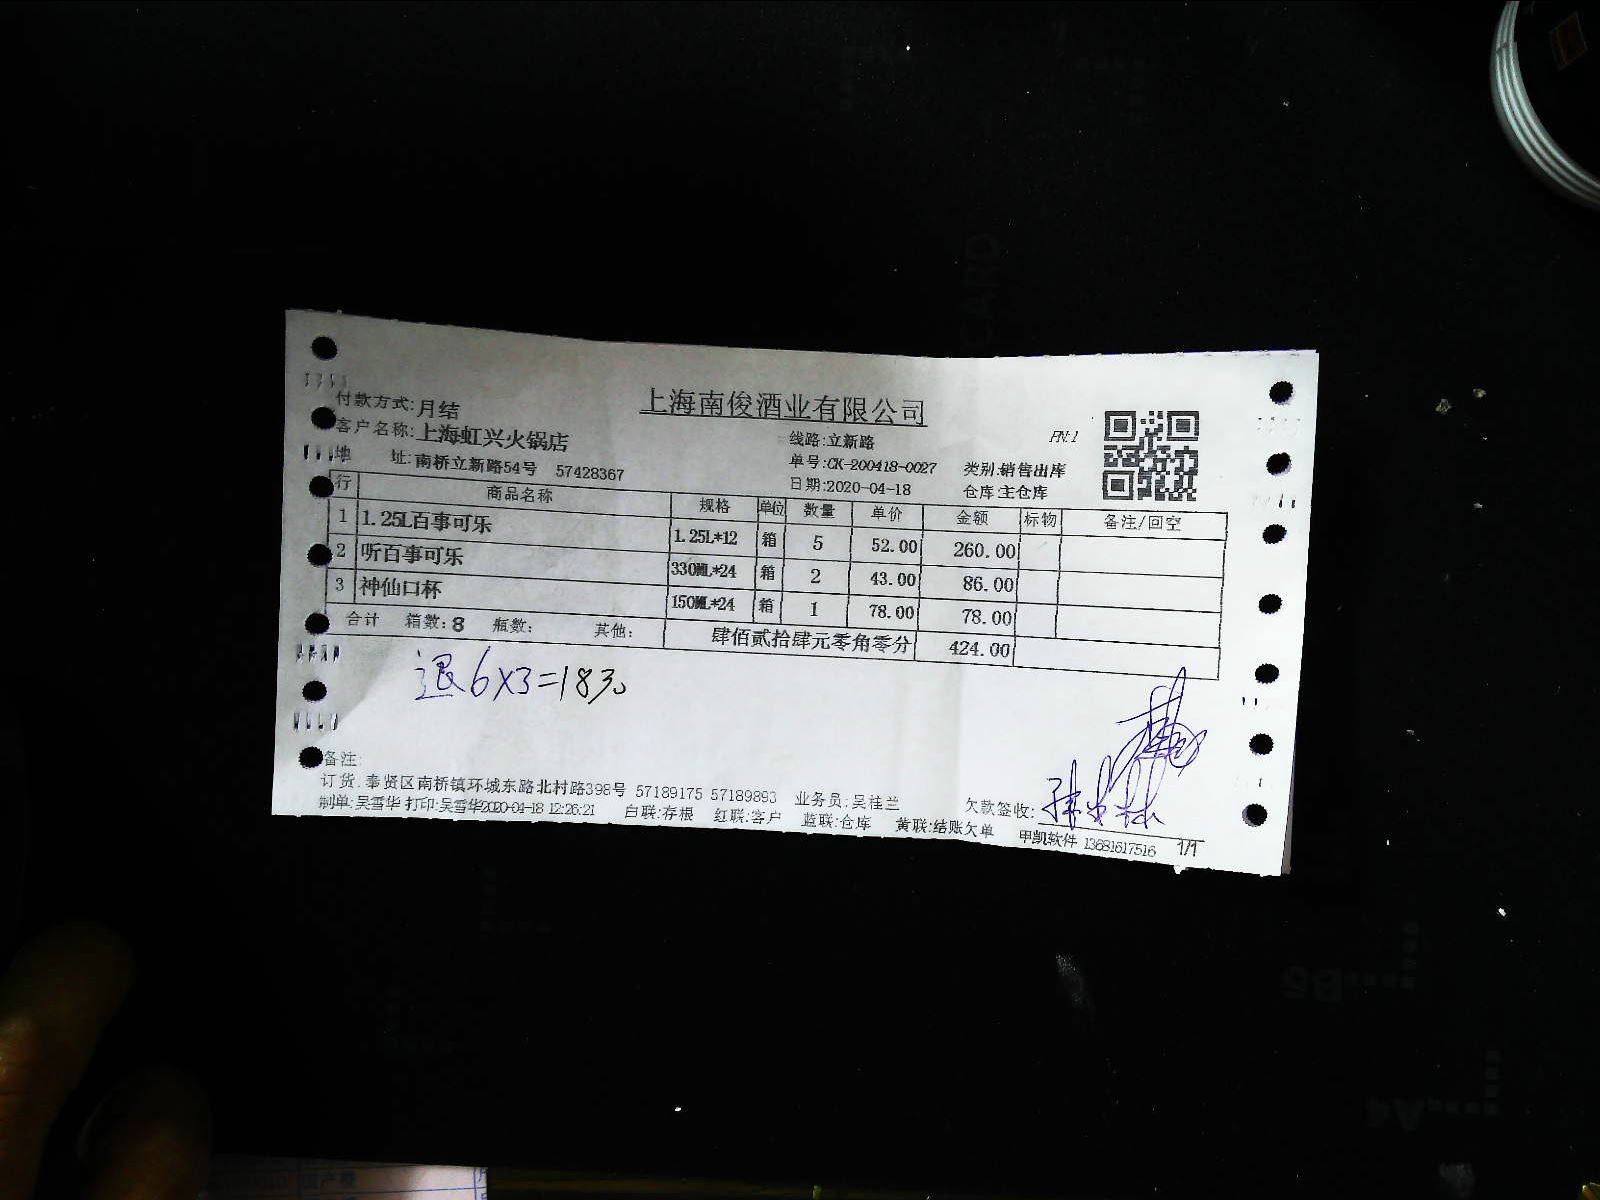 上海南俊酒业有限公司
付款方式:月结
客户名称:上海虹兴火锅店 线路:立新路 PN:1
地 址:南桥立新路54号 57428367 单号:CK-200418-0027 类别:销售出库
日期:2020-04-18 仓库:主仓库
行 商品名称 规格 单位 数量 单价 金额 标物 备注/回空
1 1.25L百事可乐 1.25L*12 箱 5 52.00 260.00
2 听百事可乐 330ML*24 箱 2 43.00 86.00
3 神仙口杯 150ML*24 箱 1 78.00 78.00
合计 箱数:8 瓶数: 其他: 肆佰贰拾肆元零角零分 424.00
退6X3=18元
备注:
订货:奉贤区南桥镇环城东路北村路398号 57189175 57189893 业务员:吴桂兰 欠款签收:
制单:吴雪华 打印:吴雪华2020-04-18 12:26:21 白联:存根 红联:客户 蓝联:仓库 黄联:结账欠单 甲凯软件 13681617516 1/1